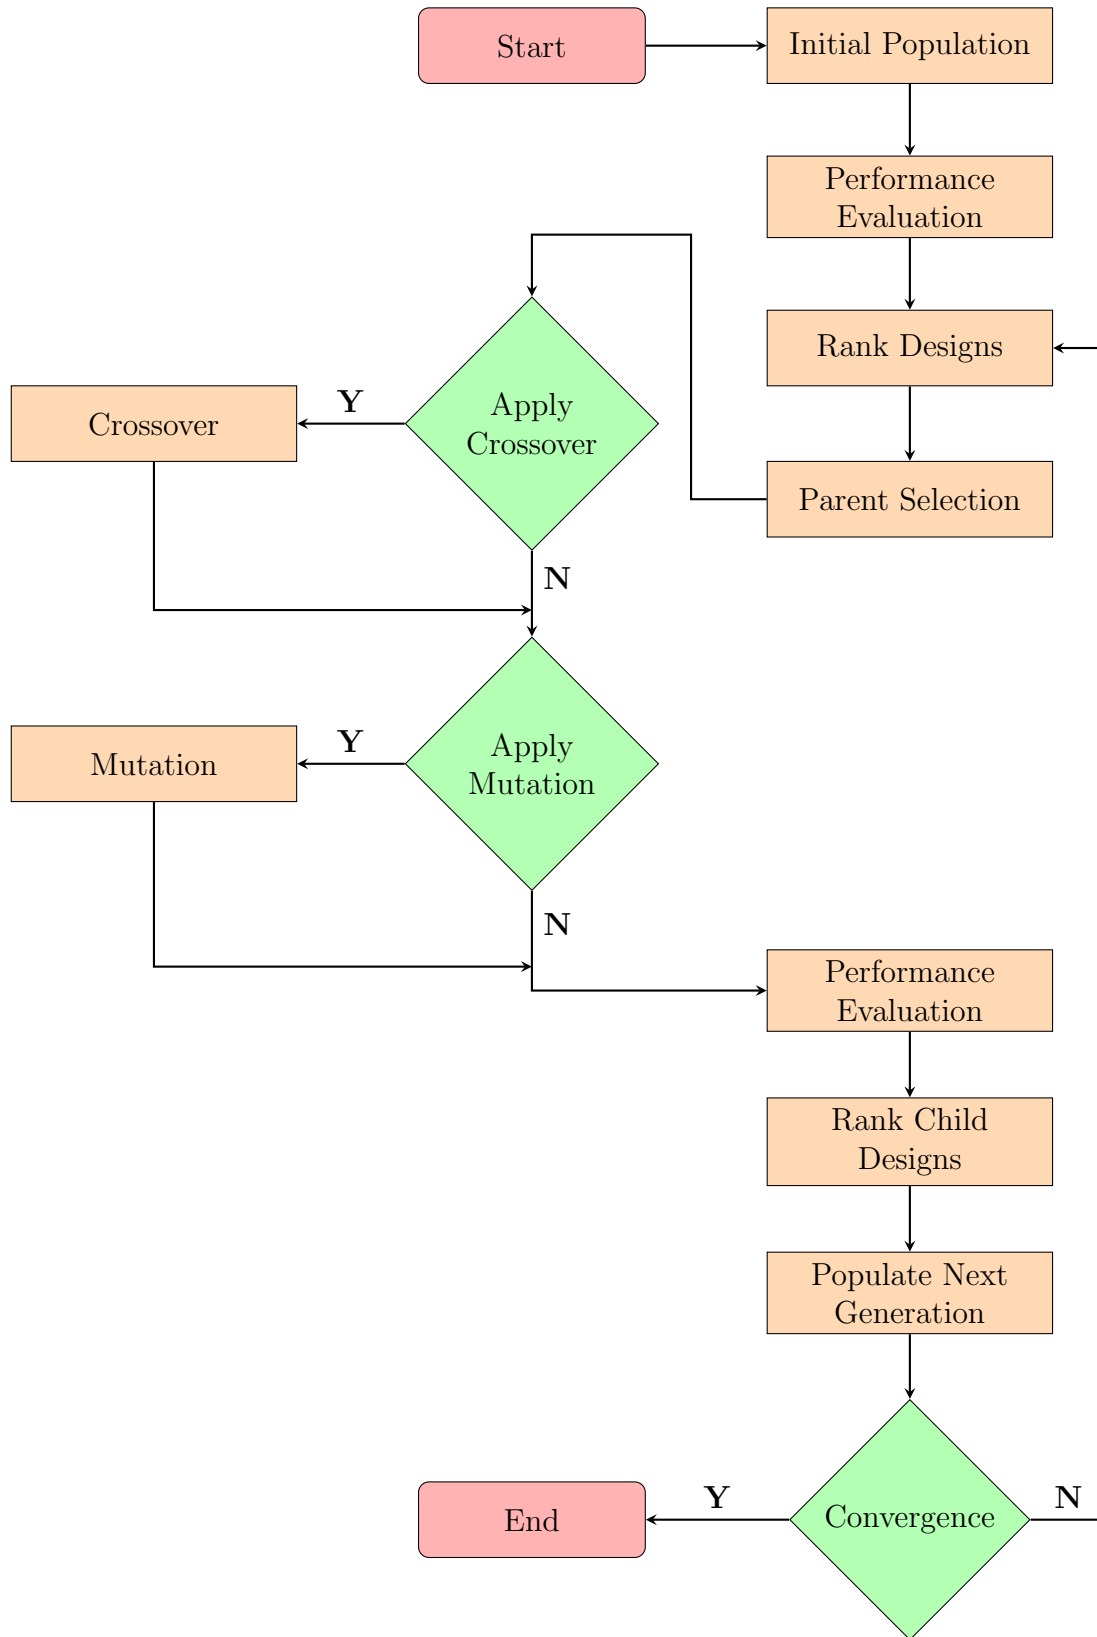 Start
Initial Population
Performance
Evaluation
Rank Designs
Parent Selection
Apply
Crossover
Y
Crossover
N
Apply
Mutation
Y
Mutation
N
Performance
Evaluation
Rank Child
Designs
Populate Next
Generation
Convergence
Y
N
End